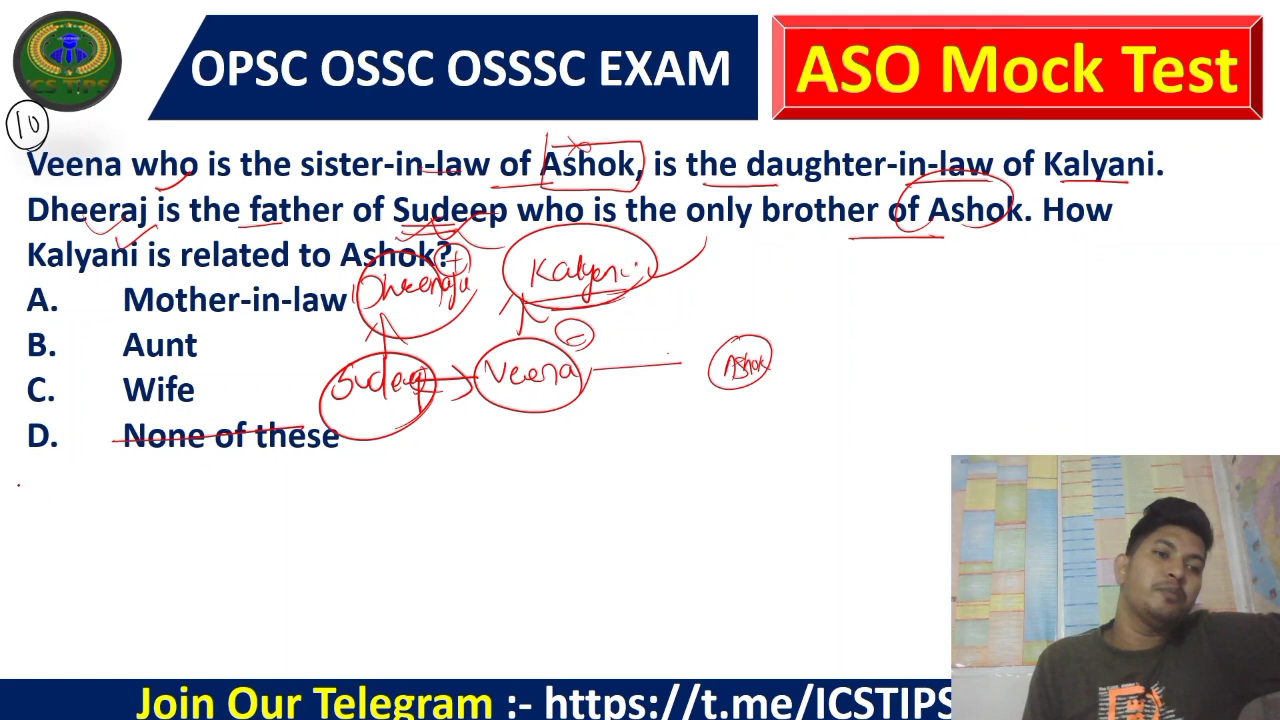 ICS TIPS
OPSC OSSC OSSSC EXAM
ASO Mock Test
10
Veena who is the sister-in-law of Ashok, is the daughter-in-law of Kalyani.
Dheeraj is the father of Sudeep who is the only brother of Ashok. How
Kalyani is related to Ashok?
A. Mother-in-law
B. Aunt
C. Wife
D. None of these
Kalyani
Sudeep
Veena
Ashok
Join Our Telegram :- https://t.me/ICSTIPS